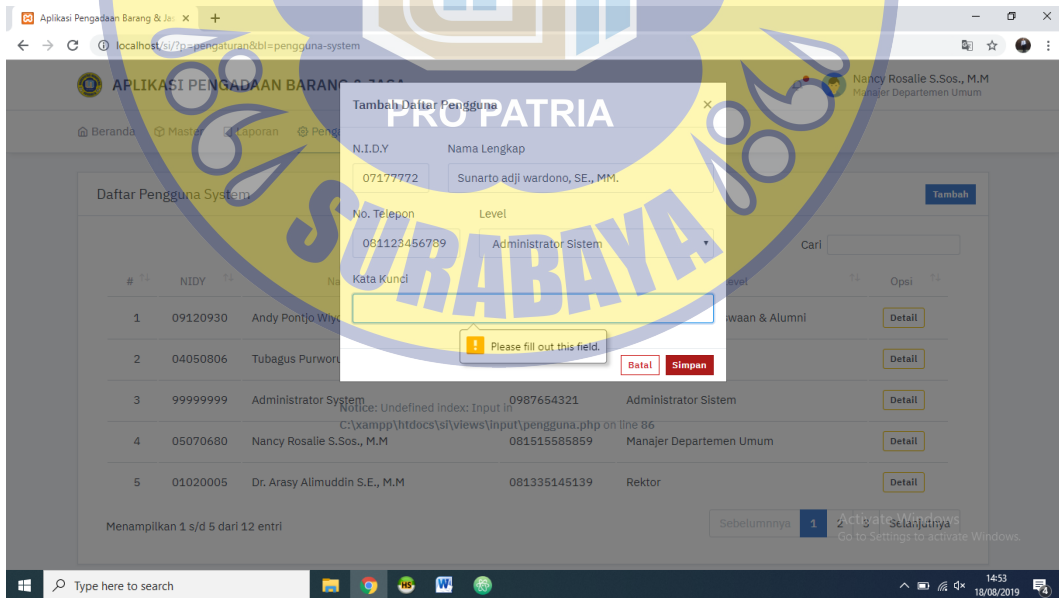 Aplikasi Pengadaan Barang & Ja
localhost/si/?p=pengaturan&bl=pengguna-system
APLIKASI PENGADAAN BARANG & JASA
Nancy Rosalie S.Sos., M.M
Manajer Departemen Umum
Beranda Master Laporan Peng
Tambah Daftar Pengguna ×
PRO PATRIA
SURABAYA
N.I.D.Y Nama Lengkap
07177772 Sunarto adji wardono, SE., MM.
No. Telepon Level
081123456789 Administrator Sistem
Kata Kunci
Please fill out this field.
Batal Simpan
Daftar Pengguna System
Tambah
Cari
# NIDY Na Level Opsi
1 09120930 Andy Pontjo Wiyo swaan & Alumni Detail
2 04050806 Tubagus Purworu Detail
3 99999999 Administrator System 0987654321 Administrator Sistem Detail
Notice: Undefined index: Input in
C:\xampp\htdocs\si\views\input\pengguna.php on line 86
4 05070680 Nancy Rosalie S.Sos., M.M 081515585859 Manajer Departemen Umum Detail
5 01020005 Dr. Arasy Alimuddin S.E., M.M 081335145139 Rektor Detail
Menampilkan 1 s/d 5 dari 12 entri
Sebelumnnya 1 2 3 Selanjutnya
Activate Windows
Go to Settings to activate Windows.
Type here to search
HS
W
14:53
18/08/2019
4